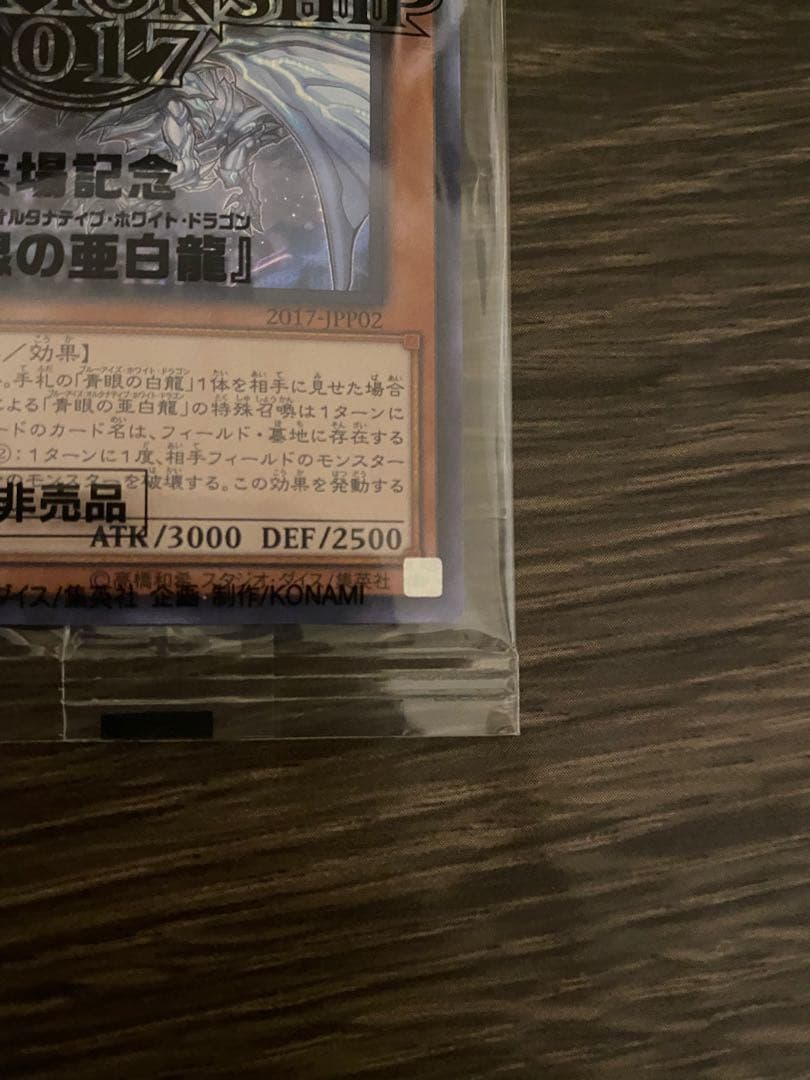 2017
来場記念
オルタナティブ・ホワイト・ドラゴン
眼の亜白龍』
2017-JPP02
／効果】
。手札の「青眼の白龍」1体を相手に見せた場合
よる「青眼の亜白龍」の特殊召喚は1ターンに
ードのカード名は、フィールド・墓地に存在する
②：1ターンに1度、相手フィールドのモンスター
のモンスターを破壊する。この効果を発動する
非売品
ATK/3000 DEF/2500
©高橋和希 スタジオ・ダイス/集英社
ダイス/集英社 企画・制作/KONAMI